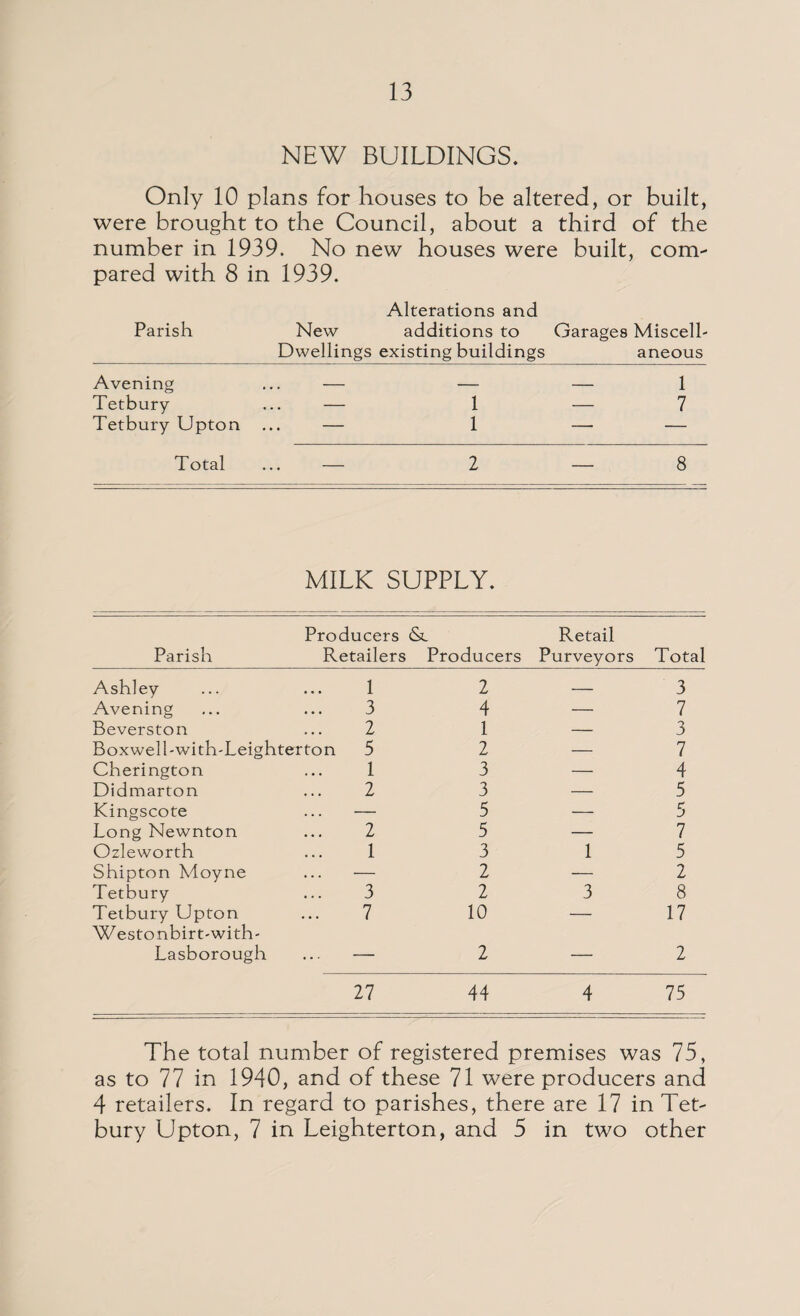 13
NEW BUILDINGS.
Only 10 plans for houses to be altered, or built,
were brought to the Council, about a third of the
number in 1939. No new houses were built, com-
pared with 8 in 1939.
Alterations and
Parish New additions to Garages Miscell-
Dwellings existing buildings aneous
Avening ... — — — 1
Tetbury ... — 1 — 7
Tetbury Upton ... — 1 — —
Total ... — 2 — 8
MILK SUPPLY.
Producers & Retail
Parish Retailers Producers Purveyors Total
Ashley ... ... 1 2 — 3
Avening ... ... 3 4 — 7
Beverston ... 2 1 — 3
Boxwell-with-Leighterton 5 2 — 7
Cherington ... 1 3 — 4
Didmarton ... 2 3 — 5
Kingscote ... — 5 — 5
Long Newnton ... 2 5 — 7
Ozleworth ... 1 3 1 5
Shipton Moyne ... — 2 — 2
Tetbury ... 3 2 3 8
Tetbury Upton ... 7 10 — 17
Westonbirt-with-
Lasborough ... — 2 — 2
27 44 4 75
The total number of registered premises was 75,
as to 77 in 1940, and of these 71 were producers and
4 retailers. In regard to parishes, there are 17 in Tet-
bury Upton, 7 in Leighterton, and 5 in two other